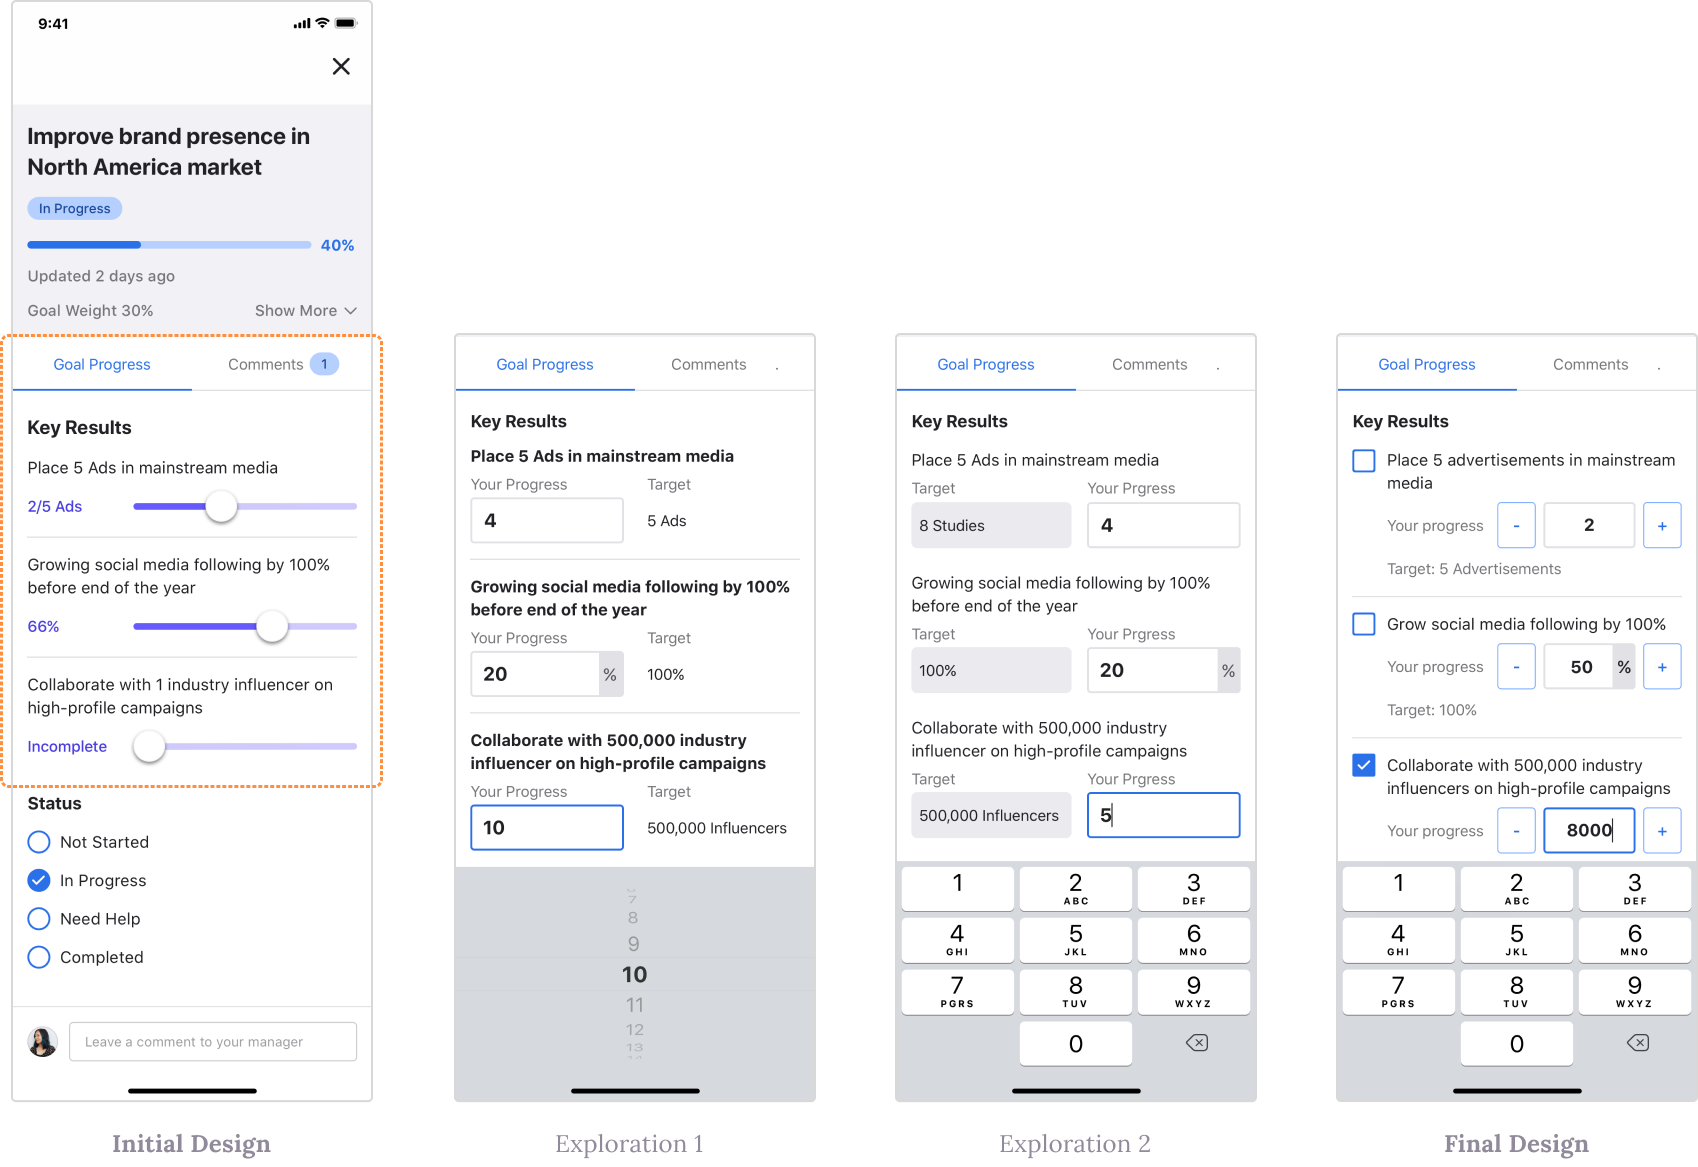 9:41
Improve brand presence in
North America market
In Progress
40%
Updated 2 days ago
Goal Weight 30%
Show More
Goal Progress
Comments 1
Key Results
Place 5 Ads in mainstream media
2/5 Ads
Growing social media following by 100%
before end of the year
66%
Collaborate with 1 industry influencer on
high-profile campaigns
Incomplete
Status
Not Started
In Progress
Need Help
Completed
Leave a comment to your manager
Initial Design
Goal Progress
Comments .
Key Results
Place 5 Ads in mainstream media
Your Progress Target
4 5 Ads
Growing social media following by 100%
before end of the year
Your Progress Target
20 % 100%
Collaborate with 500,000 industry
influencer on high-profile campaigns
Your Progress Target
10 500,000 Influencers
7
8
9
10
11
12
13
Exploration 1
Goal Progress
Comments .
Key Results
Place 5 Ads in mainstream media
Target Your Prgress
8 Studies 4
Growing social media following by 100%
before end of the year
Target Your Prgress
100% 20 %
Collaborate with 500,000 industry
influencer on high-profile campaigns
Target Your Prgress
500,000 Influencers 5
1 2 3
ABC DEF
4 5 6
GHI JKL MNO
7 8 9
PGRS TUV WXYZ
0
Exploration 2
Goal Progress
Comments .
Key Results
Place 5 advertisements in mainstream
media
Your progress - 2 +
Target: 5 Advertisements
Grow social media following by 100%
Your progress - 50 % +
Target: 100%
Collaborate with 500,000 industry
influencers on high-profile campaigns
Your progress - 8000 +
1 2 3
ABC DEF
4 5 6
GHI JKL MNO
7 8 9
PGRS TUV WXYZ
0
Final Design